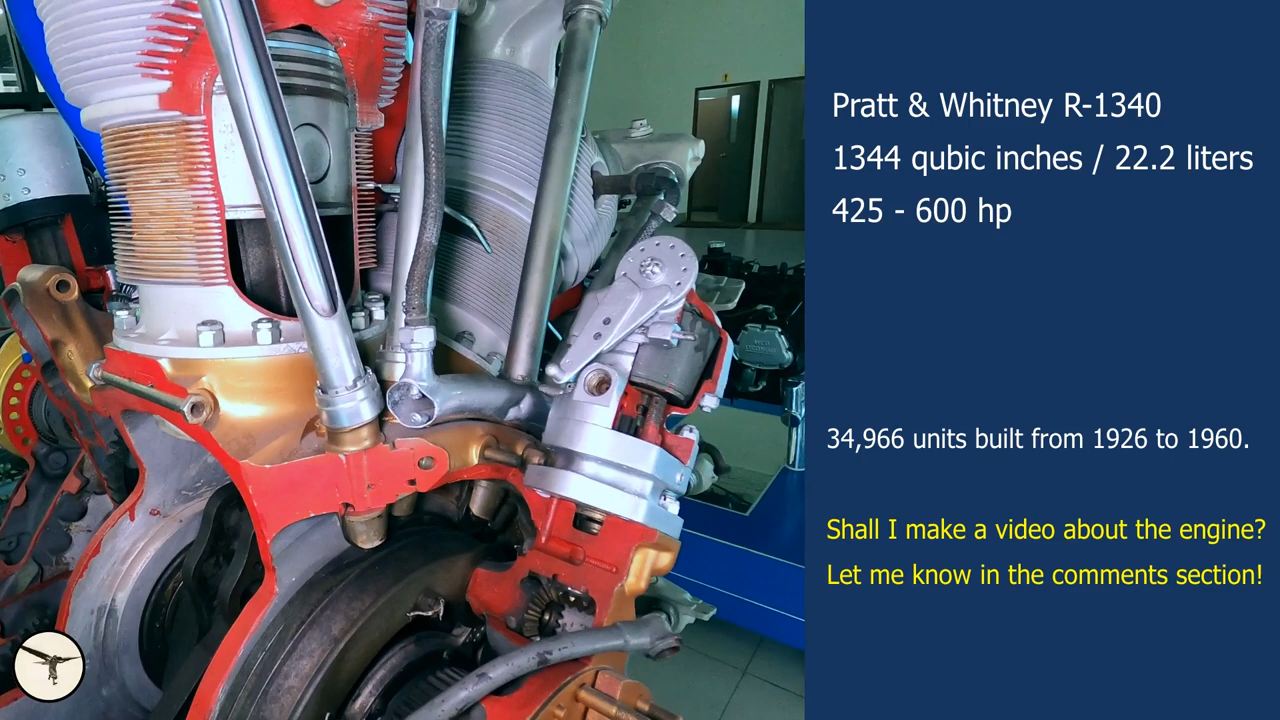 Pratt & Whitney R-1340
1344 qubic inches / 22.2 liters
425 - 600 hp
34,966 units built from 1926 to 1960.
Shall I make a video about the engine?
Let me know in the comments section!